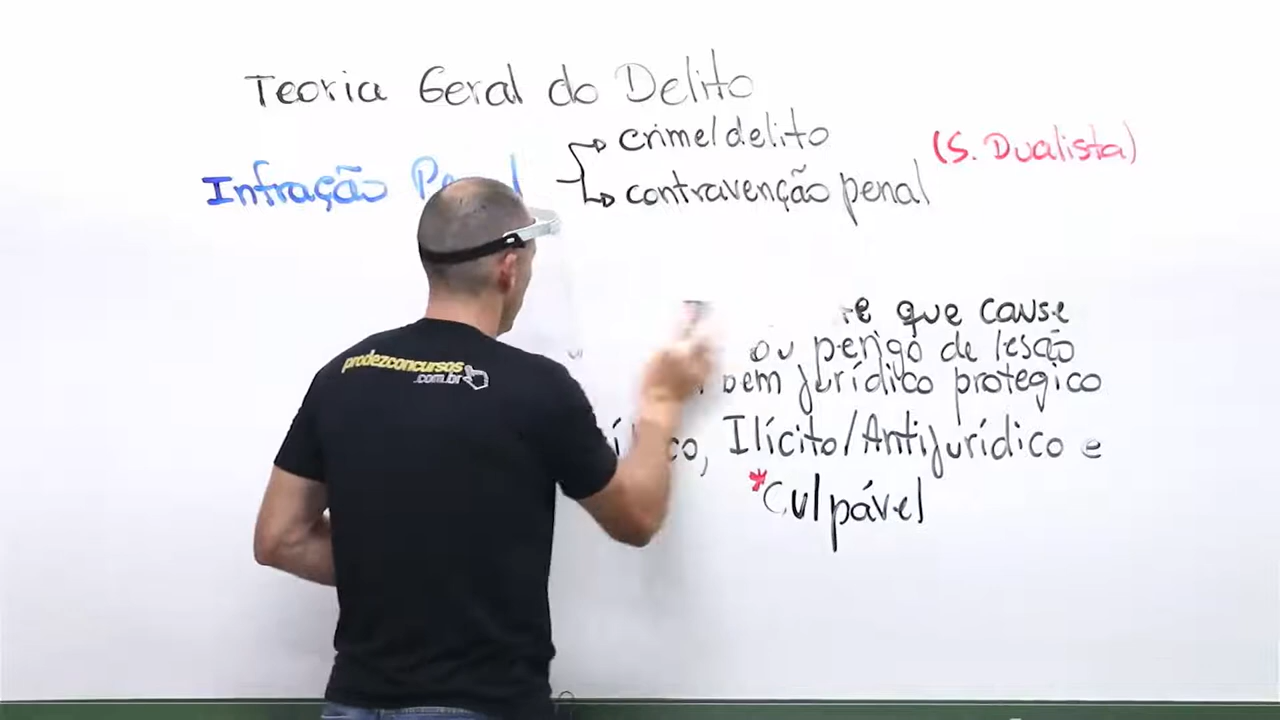 Teoria Geral do Delito
crime/delito
(S. Dualista)
Infração
contravenção penal
que cause
ou perigo de lesão
bem jurídico protegico
Ilícito/Antijurídico e
*Culpável
prodezconcursos
.com.br